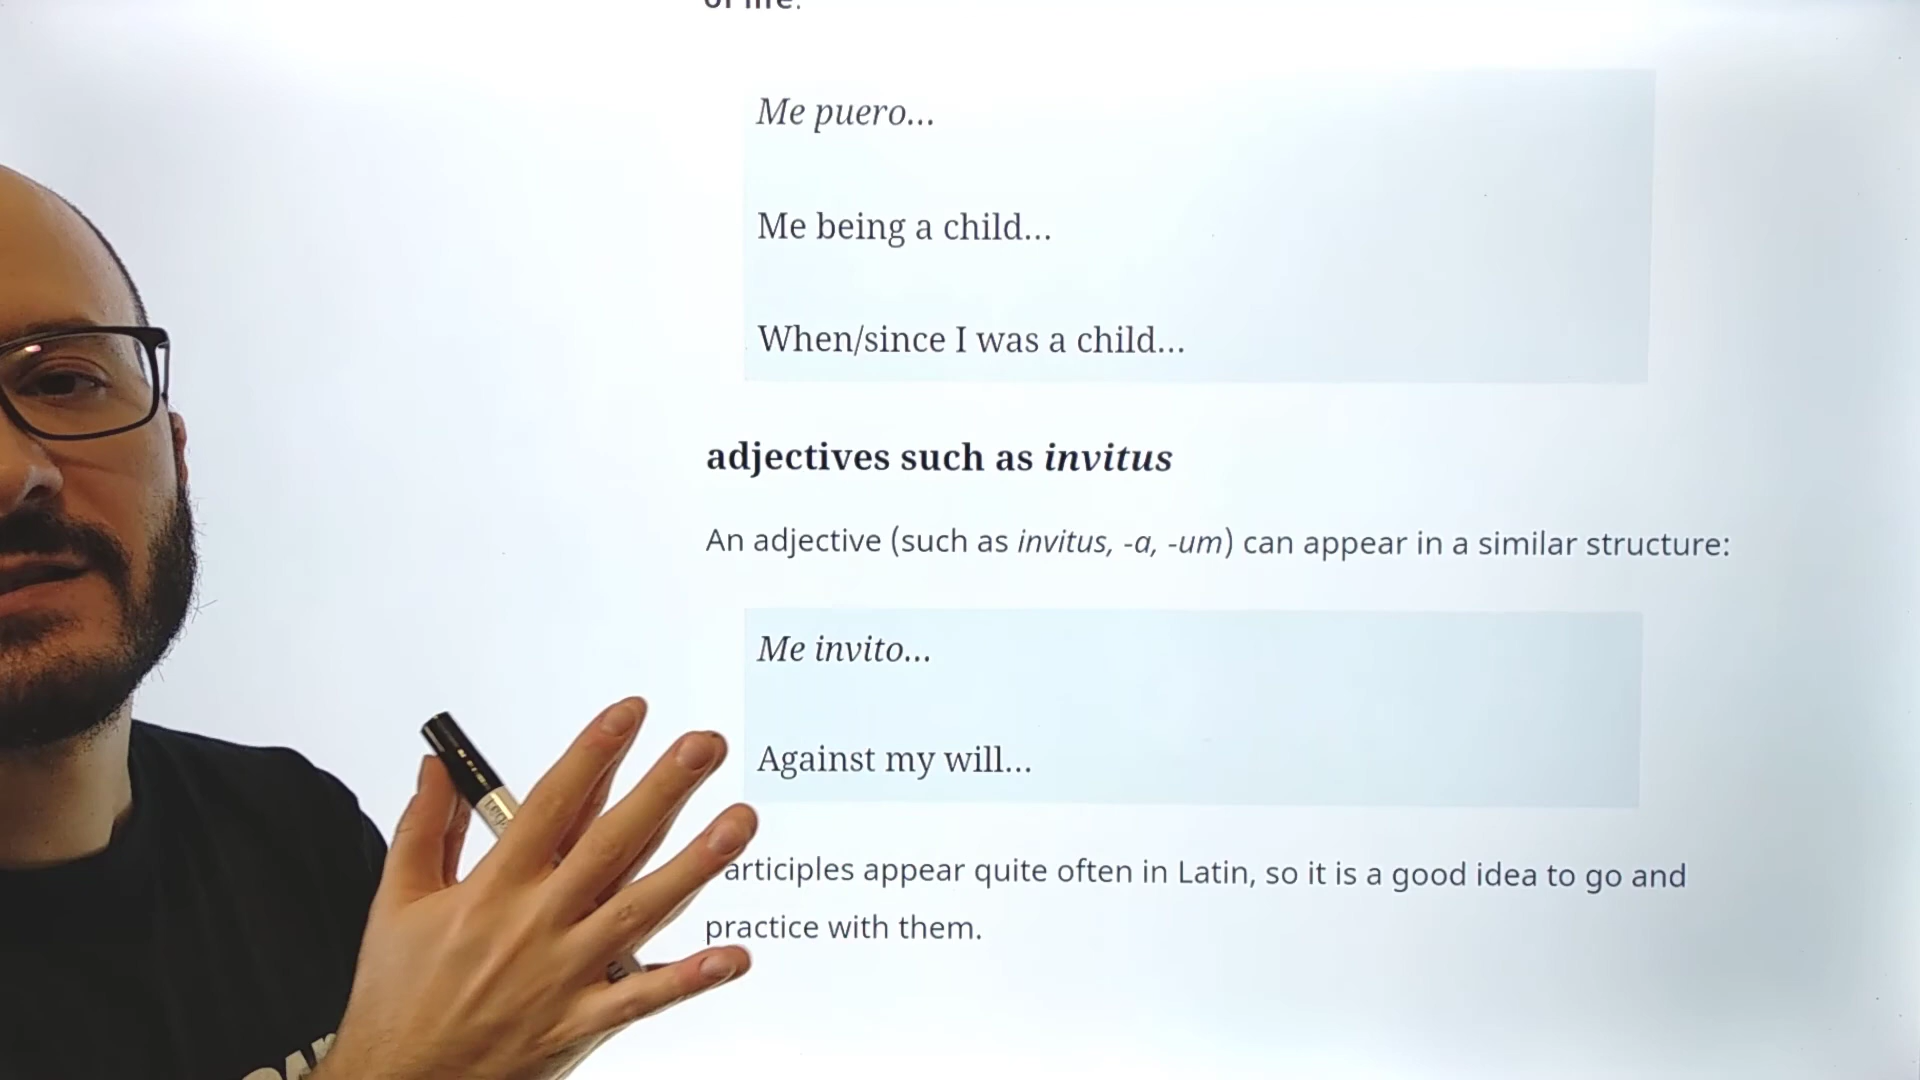 of life.
Me puero...
Me being a child...
When/since I was a child...
adjectives such as invitus
An adjective (such as invitus, -a, -um) can appear in a similar structure:
Me invito...
Against my will...
articiples appear quite often in Latin, so it is a good idea to go and
practice with them.